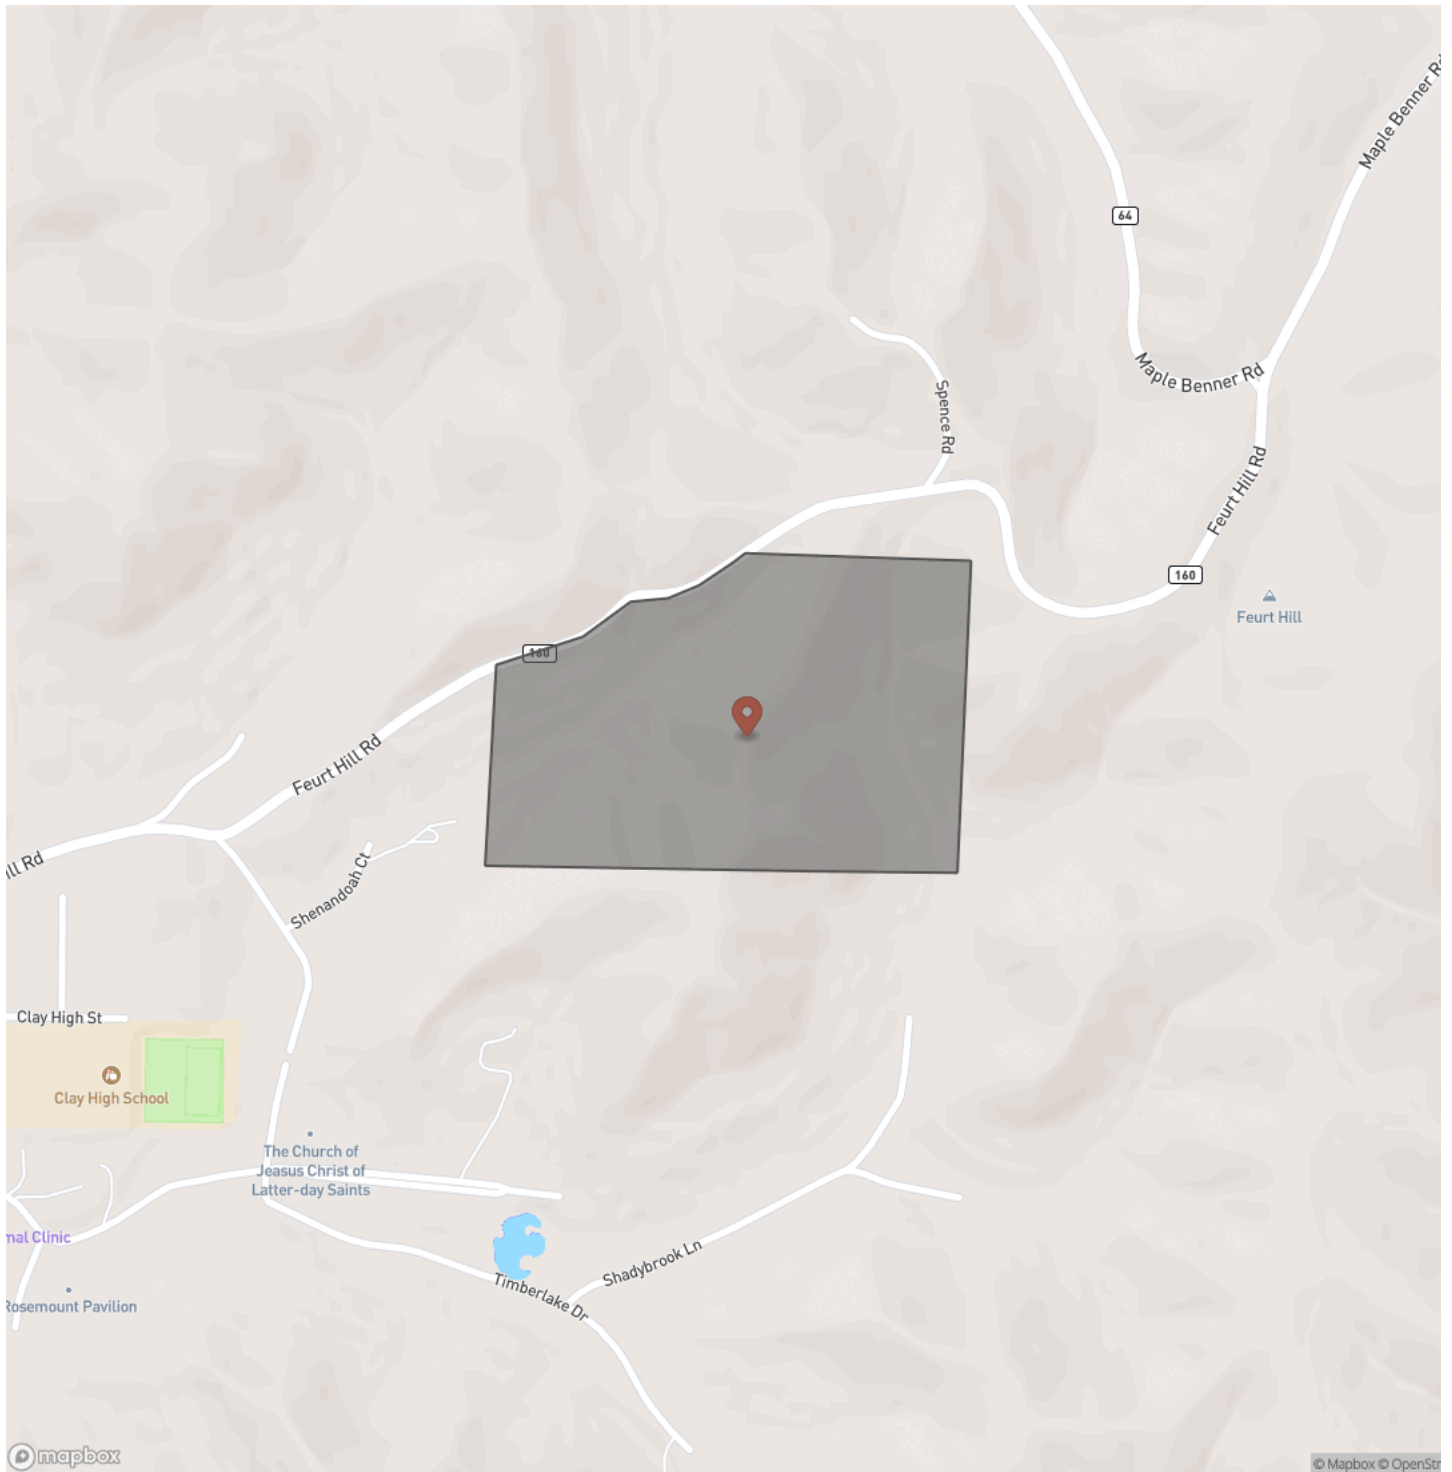 Maple Benner Rd
64
Maple Benner Rd
Spence Rd
Feurt Hill Rd
160
Feurt Hill
160
Feurt Hill Rd
ill Rd
Shenandoah Ct
Clay High St
Clay High School
The Church of
Jeasus Christ of
Latter-day Saints
mal Clinic
Shadybrook Ln
Timberlake Dr
Rosemount Pavilion
mapbox
© Mapbox © OpenStr